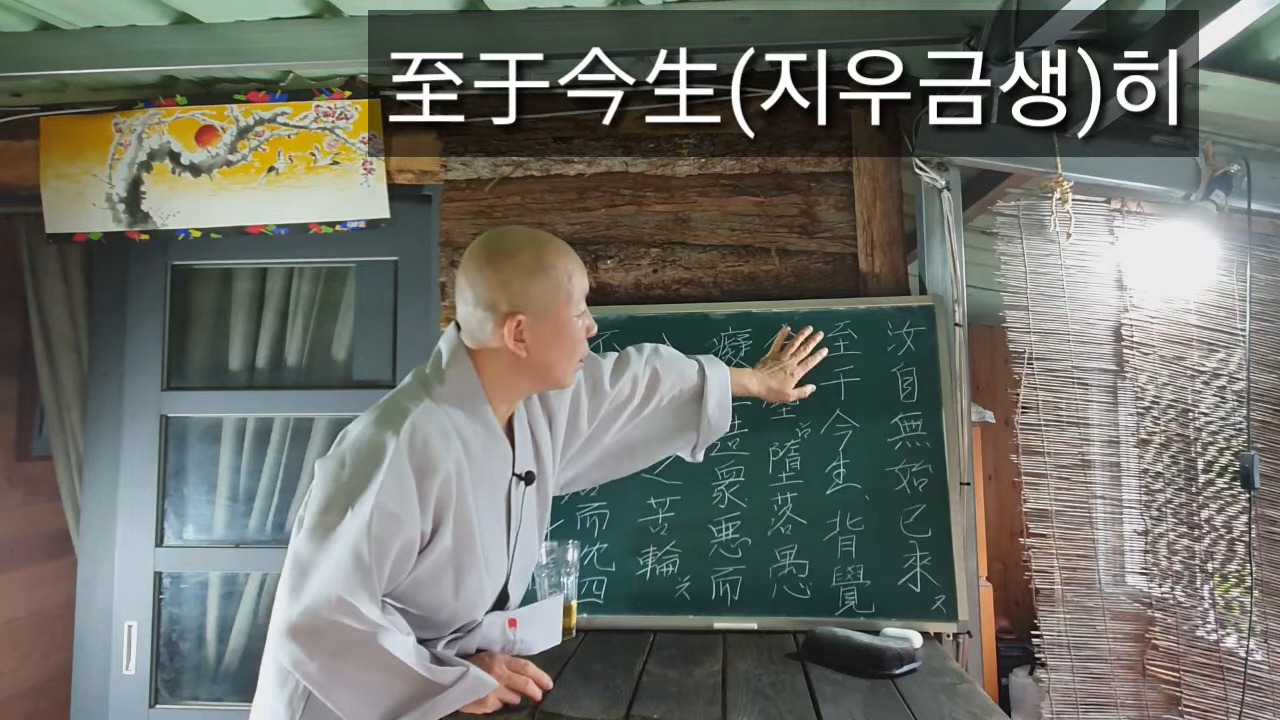 至于今生(지우금생)히
汝自無始已來
至于今生、背覺
墮落愚
癡造衆惡而
苦輪
而沈四